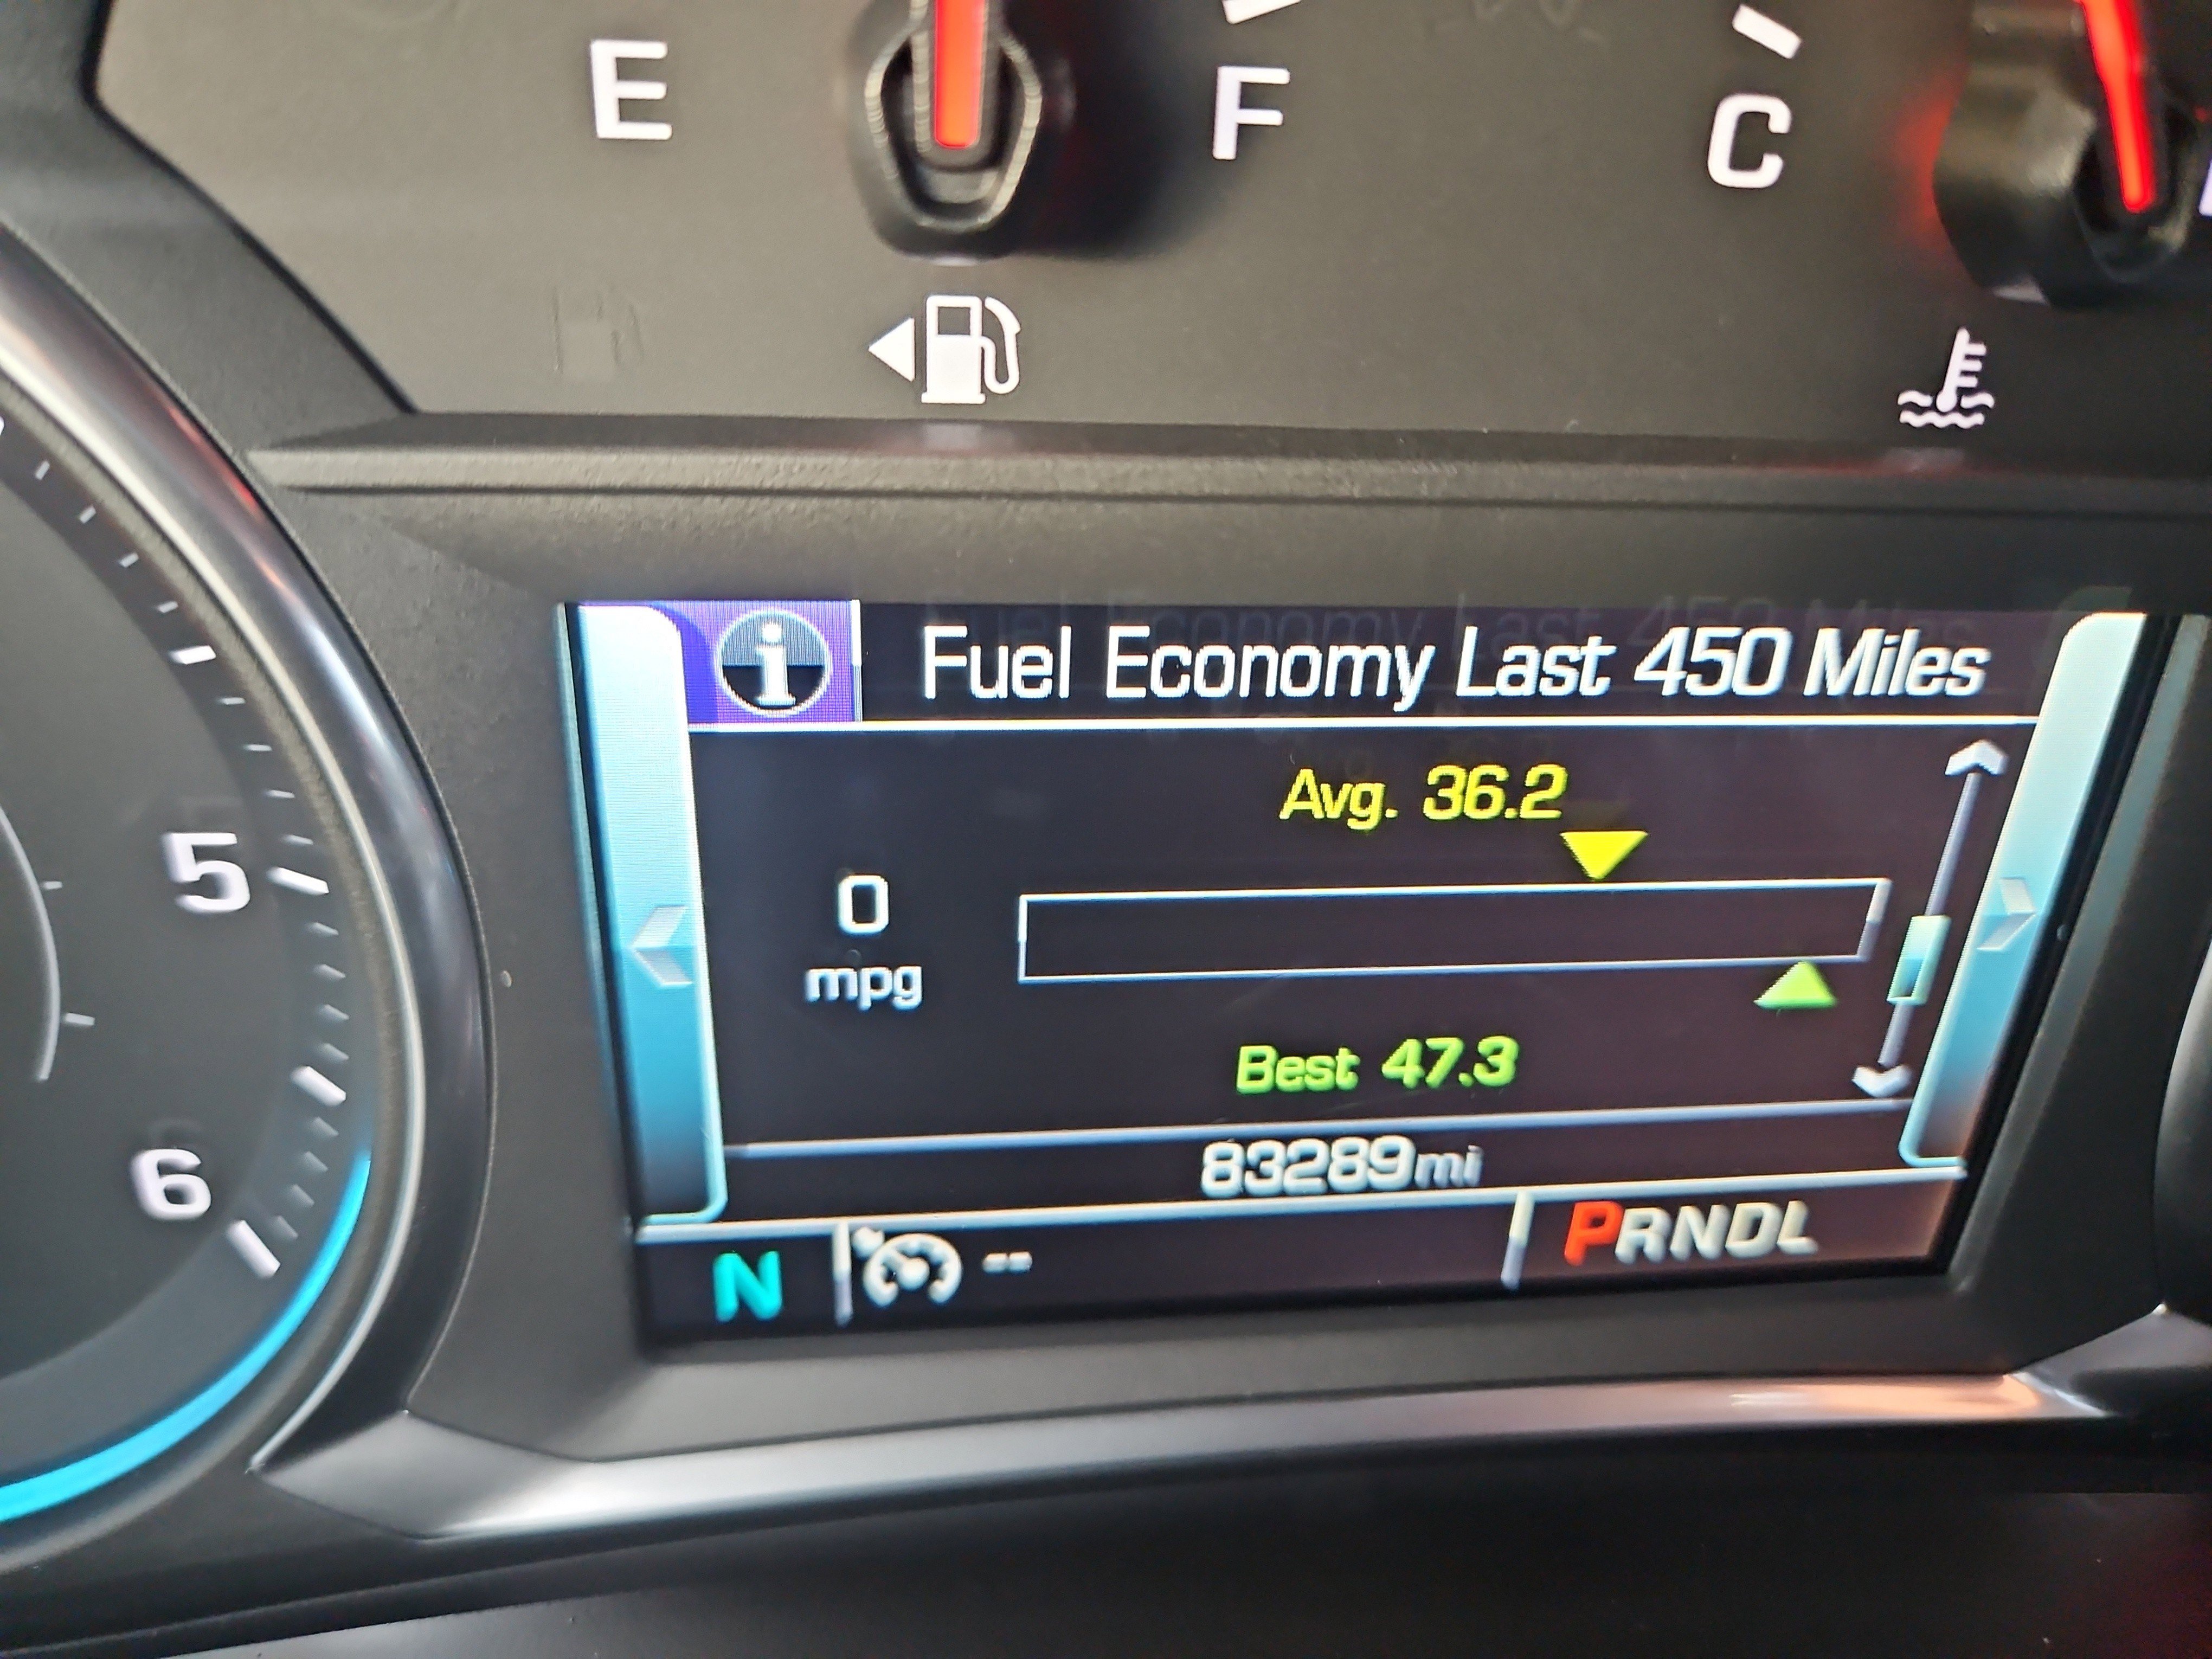 E F C
Fuel Economy Last 450 Miles
Avg. 36.2
0
mpg
Best 47.3
5
6
83289mi
N -- PRNDL